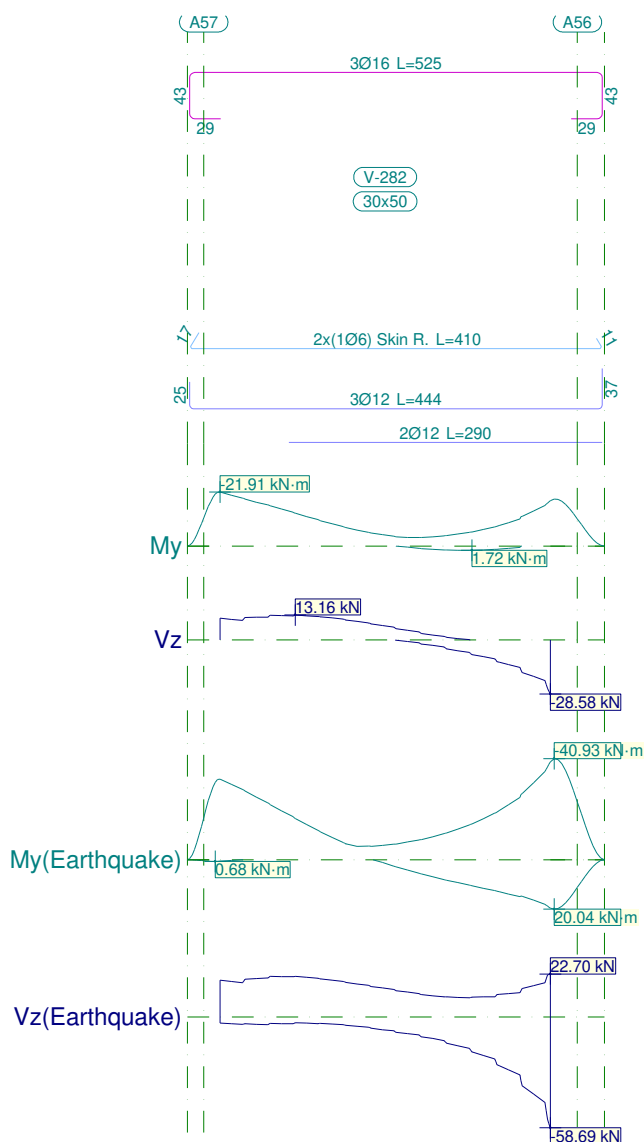 A57 A56
3Ø16 L=525
43 43
29 29
V-282
30x50
17 2x(1Ø6) Skin R. L=410 11
25 3Ø12 L=444 37
2Ø12 L=290
-21.91 kN·m
My
1.72 kN·m
13.16 kN
Vz
-28.58 kN
-40.93 kN·m
My(Earthquake)
0.68 kN·m
20.04 kN·m
22.70 kN
Vz(Earthquake)
-58.69 kN